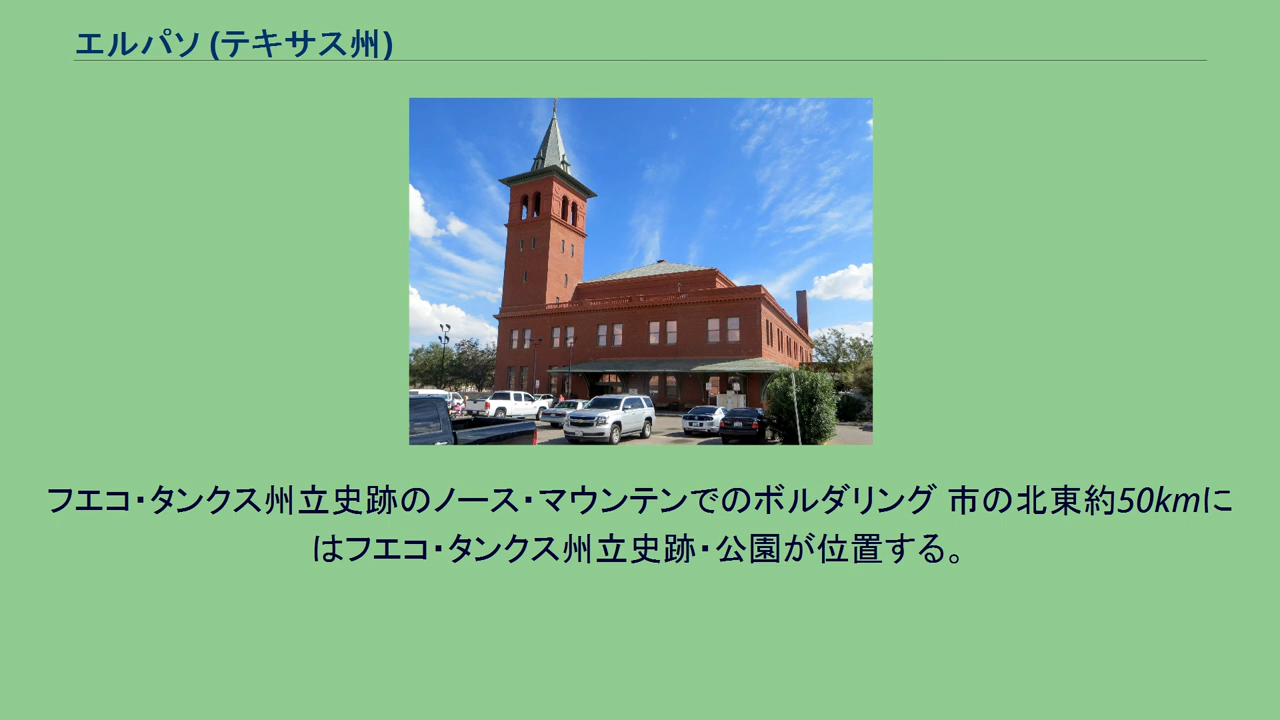 エルパソ (テキサス州)
フエコ・タンクス州立史跡のノース・マウンテンでのボルダリング 市の北東約50kmに
はフエコ・タンクス州立史跡・公園が位置する。